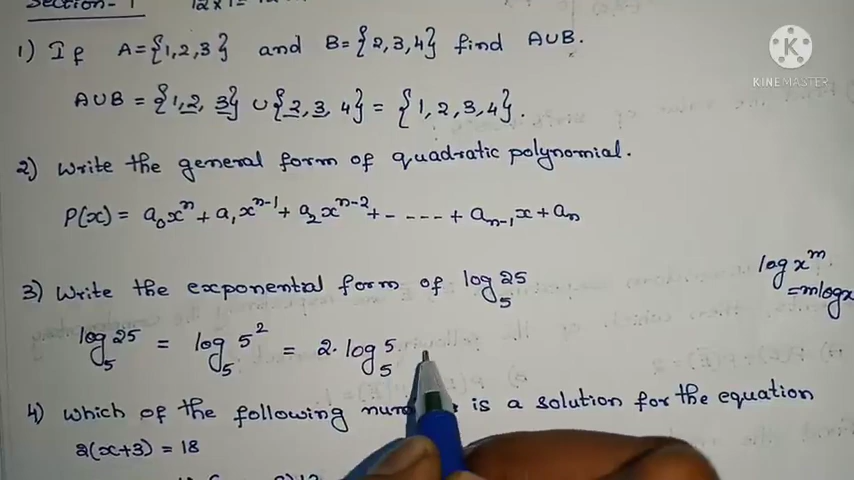 Section-1
1) If A={1,2,3} and B={2,3,4} find A∪B.
A∪B = {1,2,3} ∪ {2,3,4} = {1,2,3,4}.
2) Write the general form of quadratic polynomial.
P(x) = a₀xⁿ + a₁xⁿ⁻¹ + a₂xⁿ⁻² + - - - - - + aₙ₋₁x + aₙ
3) Write the exponential form of log₅25
log xᵐ
= m log x
log₅25 = log₅5² = 2. log₅5
4) which of the following is a solution for the equation
2(x+3) = 18
K
KINEMASTER